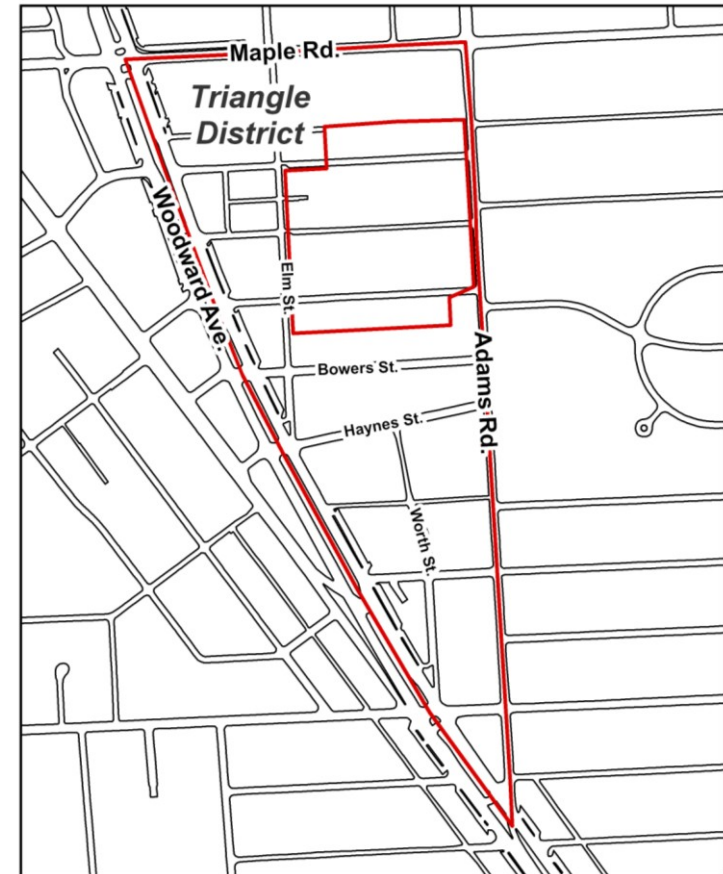 Maple Rd.
Triangle
District
Woodward Ave.
Elm St.
Bowers St.
Adams Rd.
Haynes St.
Worth St.